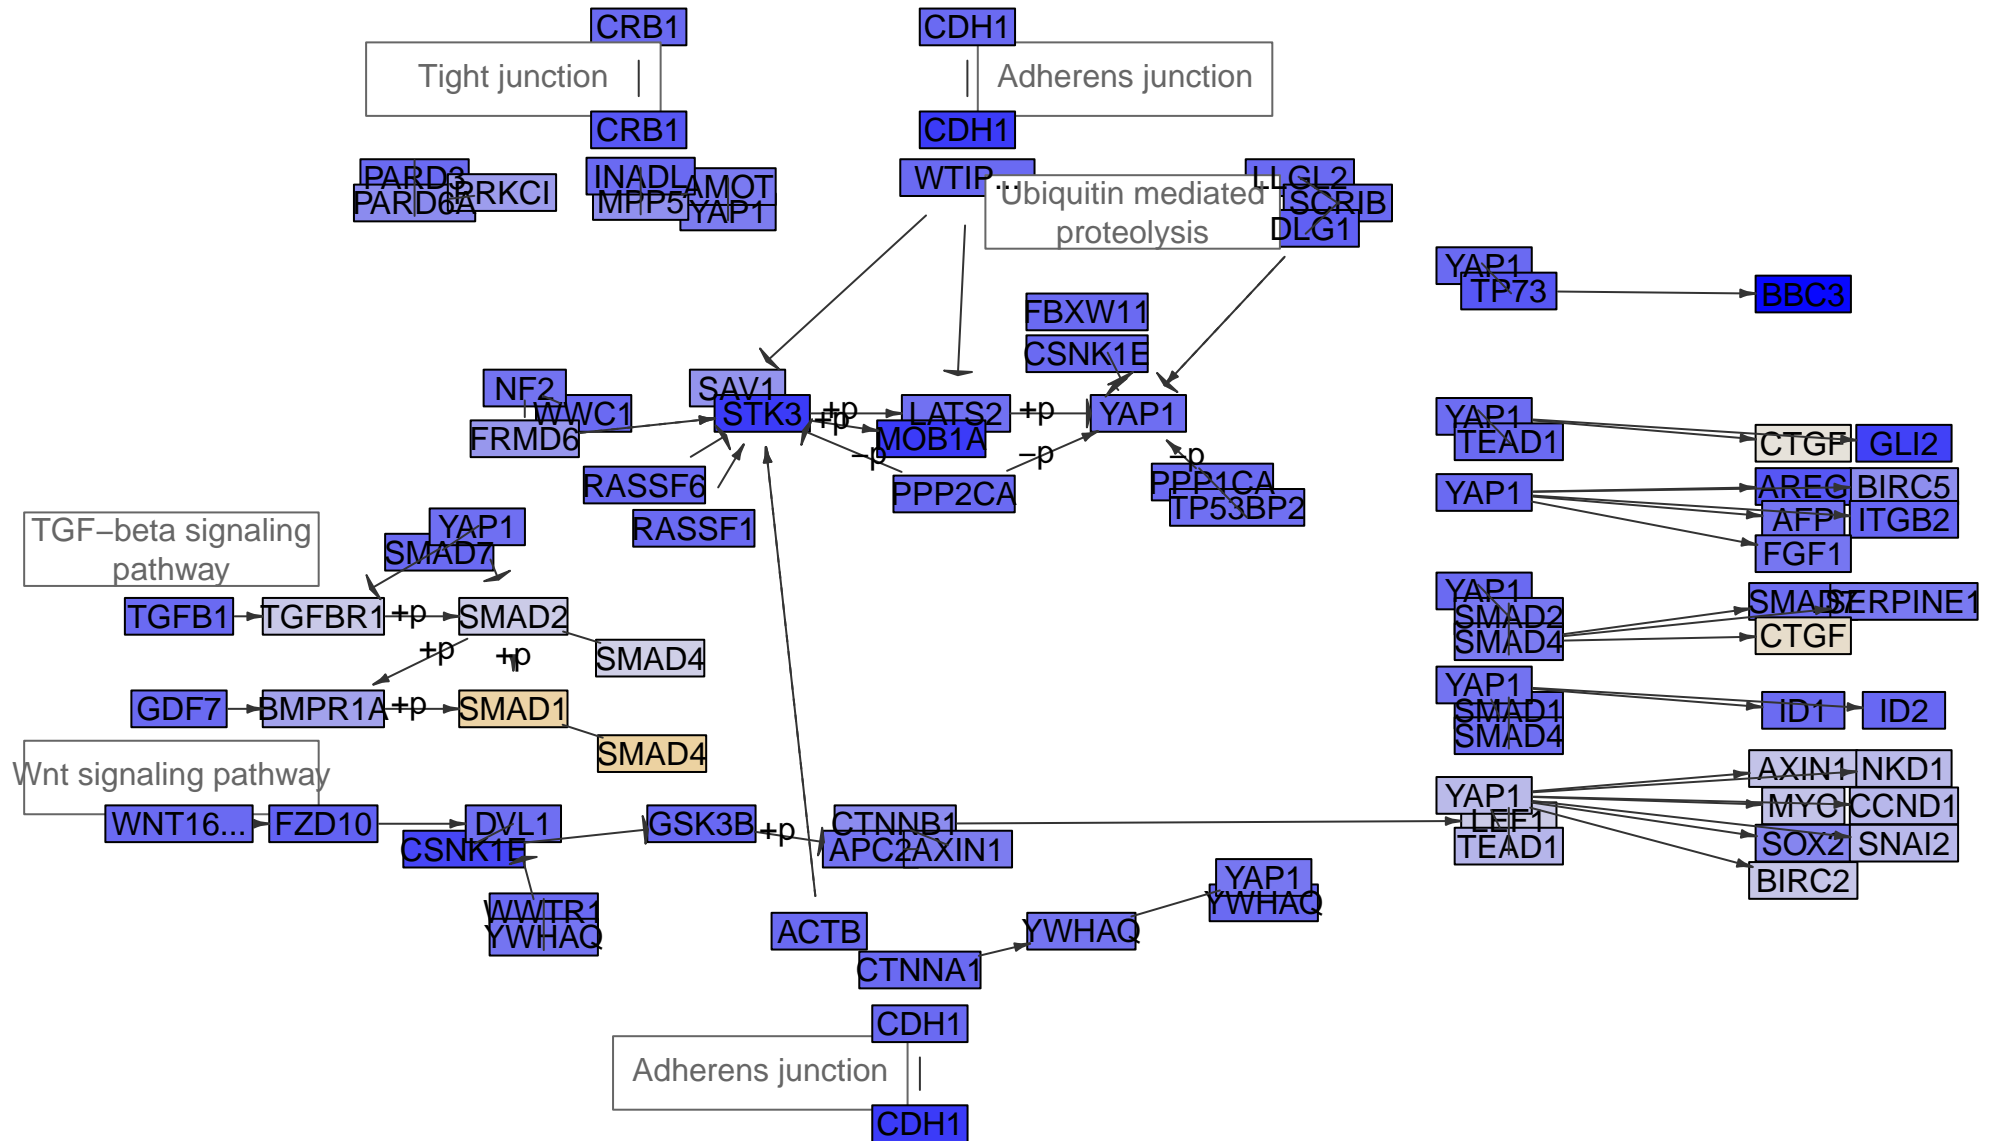 CRB1
CDH1
Tight junction
Adherens junction
CRB1
CDH1
PARD3
PRKCI
PARD6A
INADL
AMOT
MPP5
YAP1
WTIP...
LLGL2
Ubiquitin mediated
proteolysis
SCRIB
DLG1
YAP1
TP73
BBC3
FBXW11
CSNK1E
NF2
WWC1
FRMD6
SAV1
STK3
+p
+p
LATS2
MOB1A
+p
YAP1
−p
−p
−p
RASSF6
RASSF1
PPP2CA
PPP1CA
TP53BP2
YAP1
TEAD1
CTGF
GLI2
YAP1
AREG
BIRC5
AFP
ITGB2
FGF1
TGF−beta signaling
pathway
YAP1
SMAD7
TGFB1
TGFBR1
+p
SMAD2
+p
+p
SMAD4
GDF7
BMPR1A
+p
SMAD1
SMAD4
YAP1
SMAD2
SMAD4
SMAD7
SERPINE1
CTGF
YAP1
SMAD1
SMAD4
ID1
ID2
Wnt signaling pathway
WNT16...
FZD10
DVL1
CSNK1E
GSK3B
+p
CTNNB1
APC2
AXIN1
YAP1
LEF1
TEAD1
AXIN1
NKD1
MYC
CCND1
SOX2
SNAI2
BIRC2
WWTR1
YWHAQ
ACTB
CTNNA1
YWHAQ
YAP1
YWHAQ
CDH1
Adherens junction
CDH1